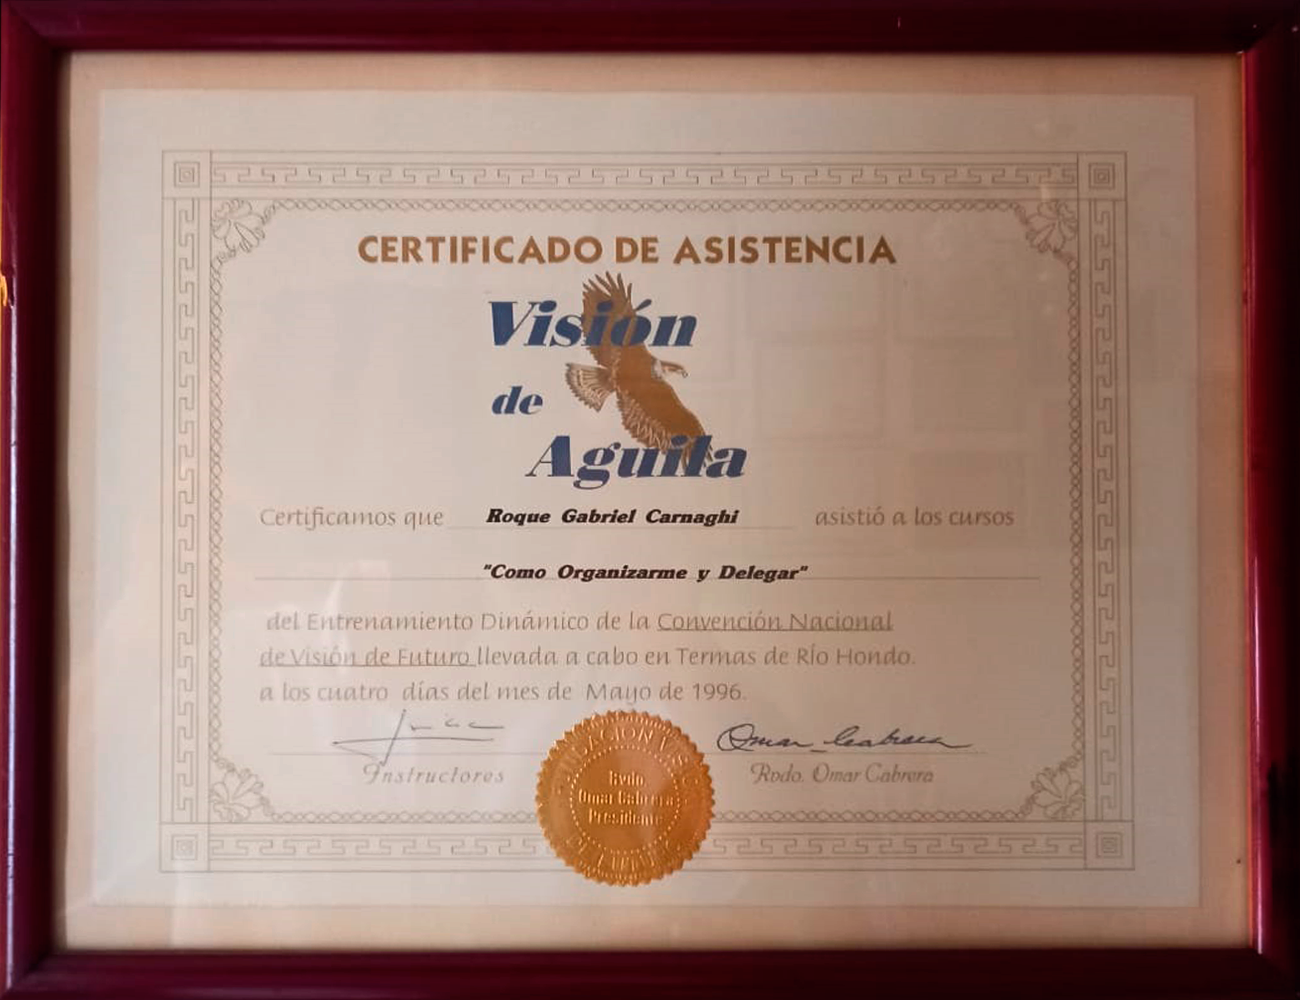 CERTIFICADO DE ASISTENCIA
Visión
de
Aguila
Certificamos que Roque Gabriel Carnaghi asistió a los cursos
"Como Organizarme y Delegar"
del Entrenamiento Dinámico de la Convención Nacional
de Visión de Futuro llevada a cabo en Termas de Río Hondo.
a los cuatro días del mes de Mayo de 1996.
Omar Cabrera
Instructores
Rvdo. Omar Cabrera
FUNDACION
Rvdo.
Omar Cabrera
Presidente
FUTURO